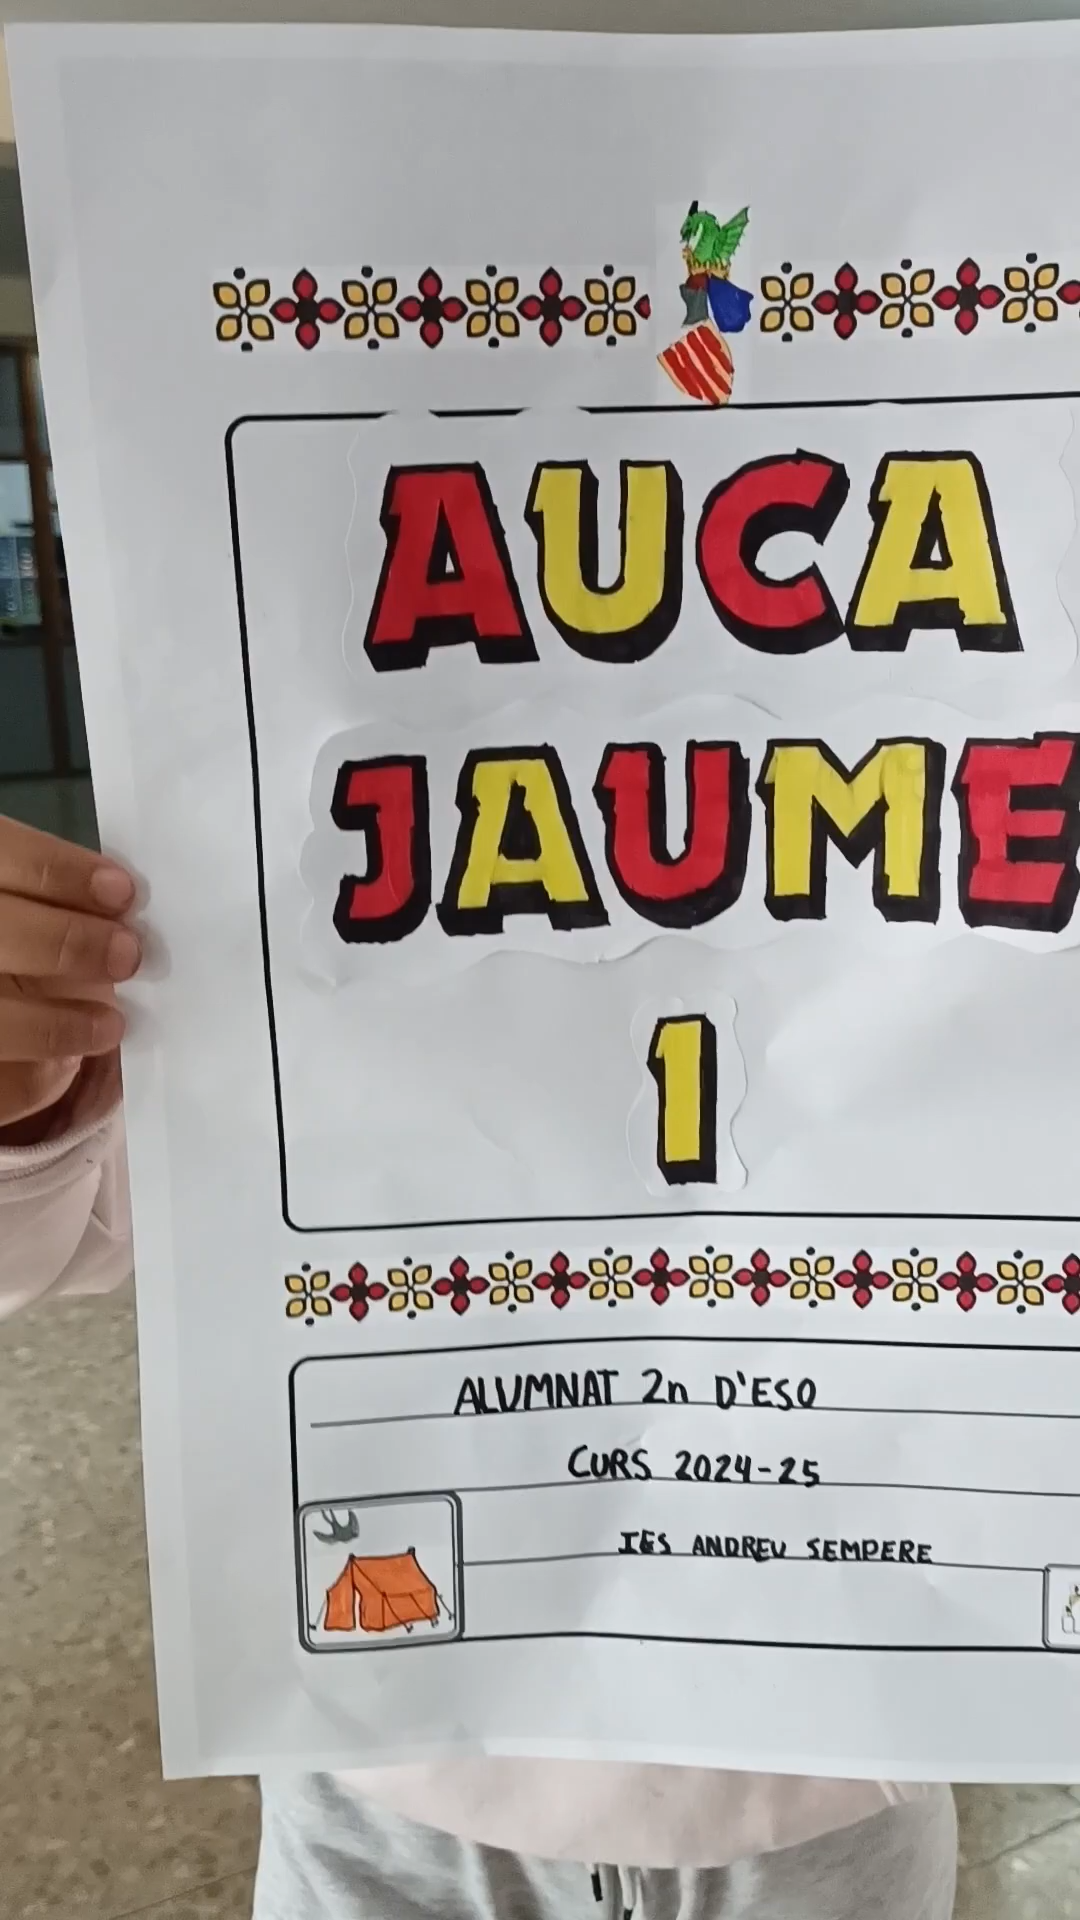 AUCA
JAUME
1
ALUMNAT 2n D'ESO
CURS 2024-25
IES ANDREU SEMPERE